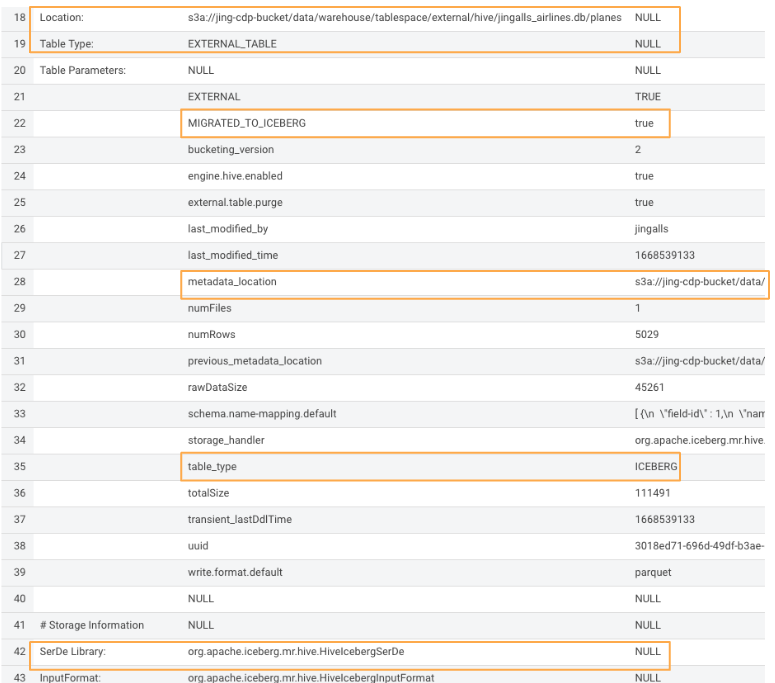 18 Location: s3a://jing-cdp-bucket/data/warehouse/tablespace/external/hive/jingalls_airlines.db/planes NULL
19 Table Type: EXTERNAL_TABLE NULL
20 Table Parameters: NULL NULL
21 EXTERNAL TRUE
22 MIGRATED_TO_ICEBERG true
23 bucketing_version 2
24 engine.hive.enabled true
25 external.table.purge true
26 last_modified_by jingalls
27 last_modified_time 1668539133
28 metadata_location s3a://jing-cdp-bucket/data/
29 numFiles 1
30 numRows 5029
31 previous_metadata_location s3a://jing-cdp-bucket/data/
32 rawDataSize 45261
33 schema.name-mapping.default [ {\n \"field-id\" : 1,\n \"nam
34 storage_handler org.apache.iceberg.mr.hive.
35 table_type ICEBERG
36 totalSize 111491
37 transient_lastDdlTime 1668539133
38 uuid 3018ed71-696d-49df-b3ae-
39 write.format.default parquet
40 NULL NULL
41 # Storage Information NULL NULL
42 SerDe Library: org.apache.iceberg.mr.hive.HiveIcebergSerDe NULL
43 InputFormat: org.apache.iceberg.mr.hive.HiveIcebergInputFormat NULL